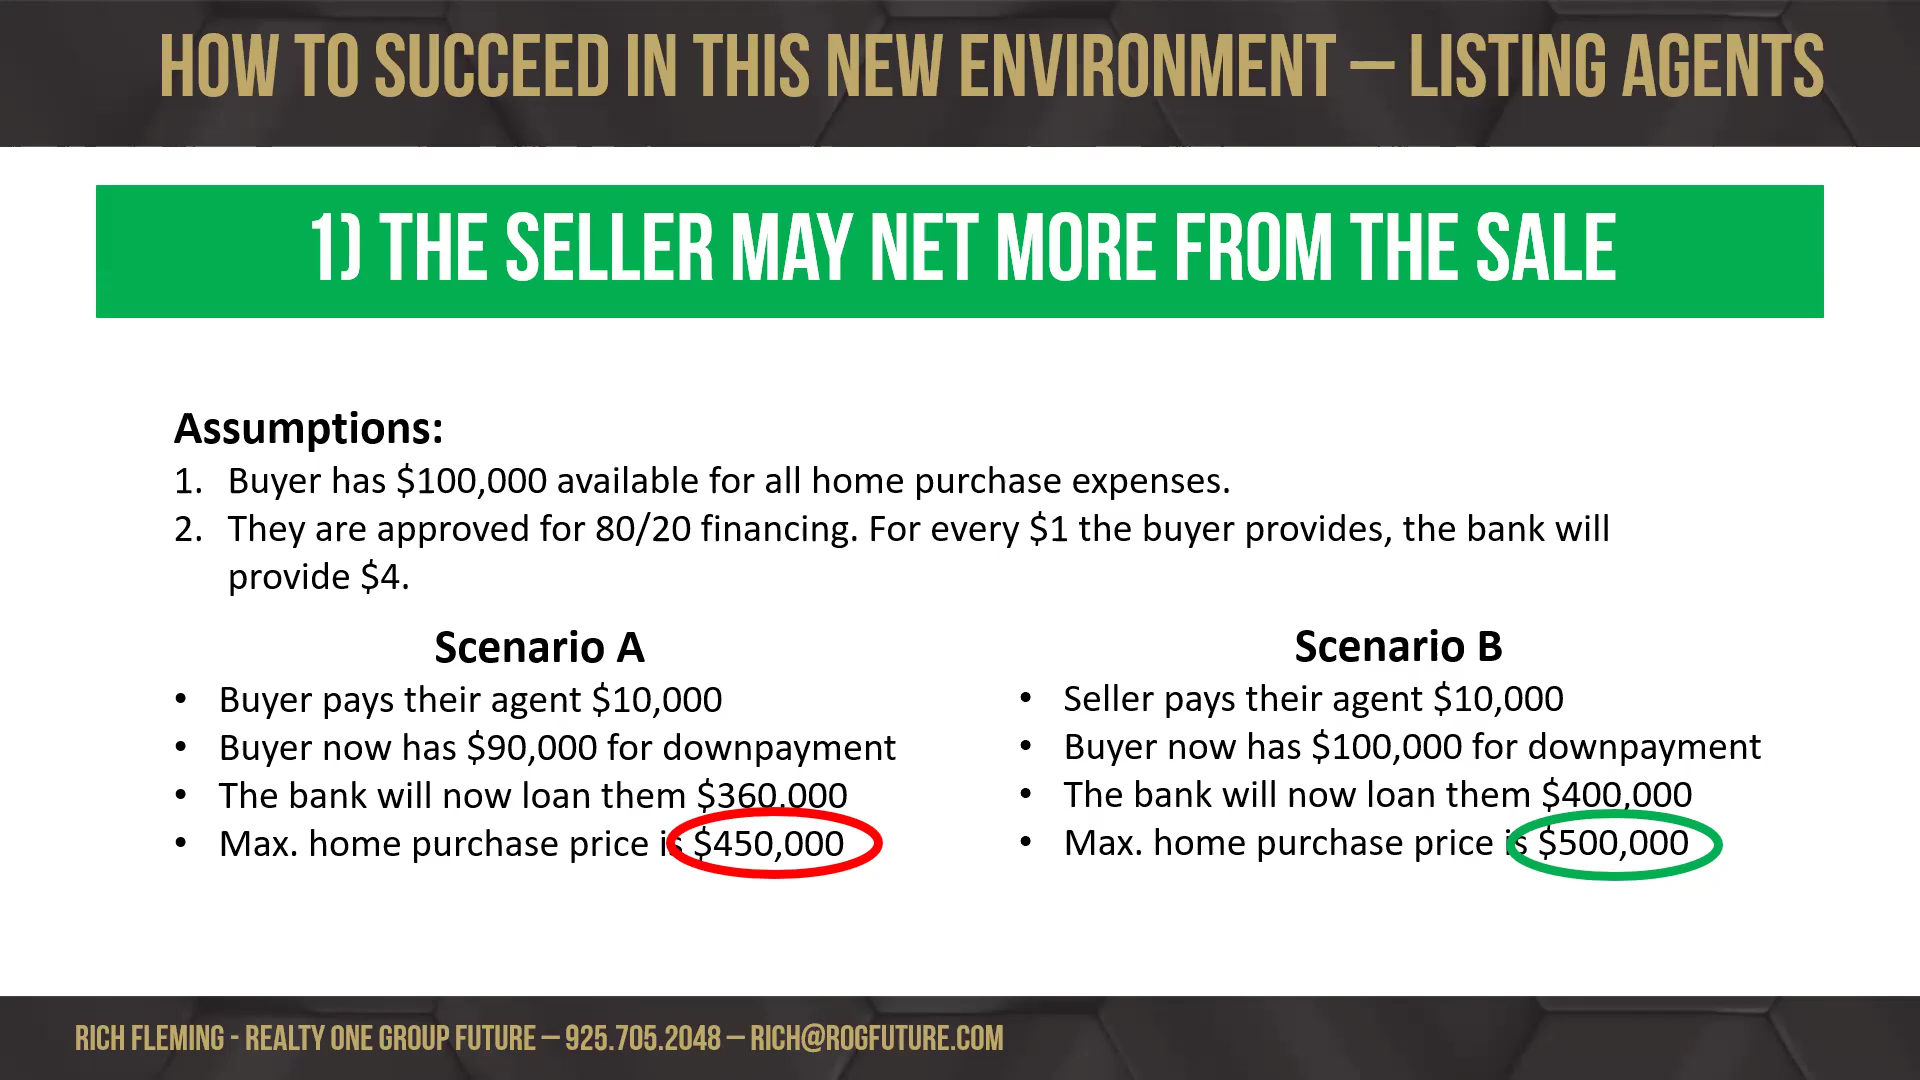 HOW TO SUCCEED IN THIS NEW ENVIRONMENT – LISTING AGENTS
1) THE SELLER MAY NET MORE FROM THE SALE
Assumptions:
1. Buyer has $100,000 available for all home purchase expenses.
2. They are approved for 80/20 financing. For every $1 the buyer provides, the bank will
provide $4.
Scenario A
• Buyer pays their agent $10,000
• Buyer now has $90,000 for downpayment
• The bank will now loan them $360,000
• Max. home purchase price is $450,000
Scenario B
• Seller pays their agent $10,000
• Buyer now has $100,000 for downpayment
• The bank will now loan them $400,000
• Max. home purchase price is $500,000
RICH FLEMING - REALTY ONE GROUP FUTURE – 925.705.2048 – RICH@ROGFUTURE.COM